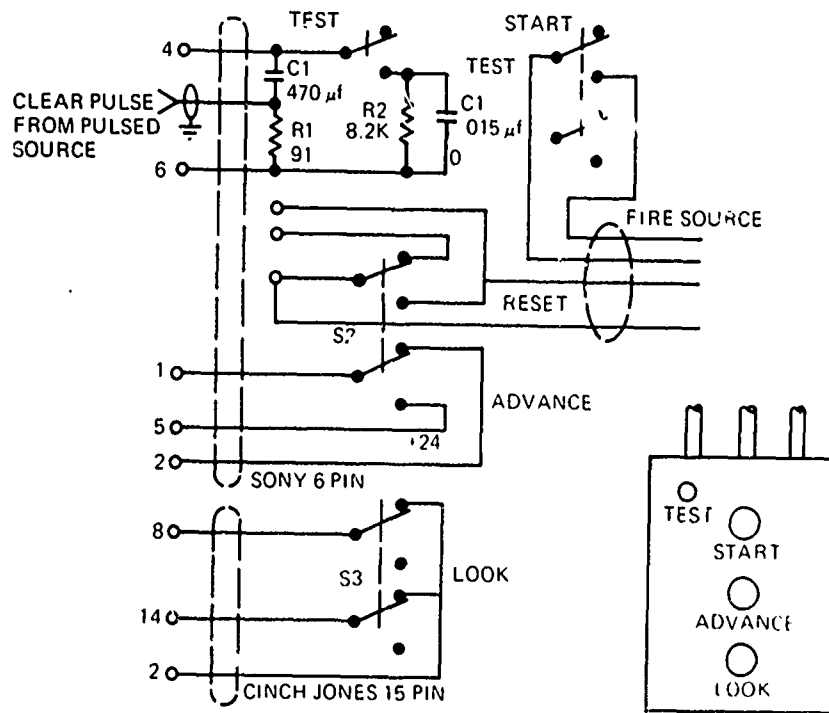 TEST
START
4
TEST
C1
470 µf
CLEAR PULSE
FROM PULSED
SOURCE
R2
8.2K
C1
015 µf
R1
91
0
6
FIRE SOURCE
RESET
S2
1
ADVANCE
5
24
2
SONY 6 PIN
8
LOOK
S3
14
2
CINCH JONES 15 PIN
TEST
START
ADVANCE
LOOK